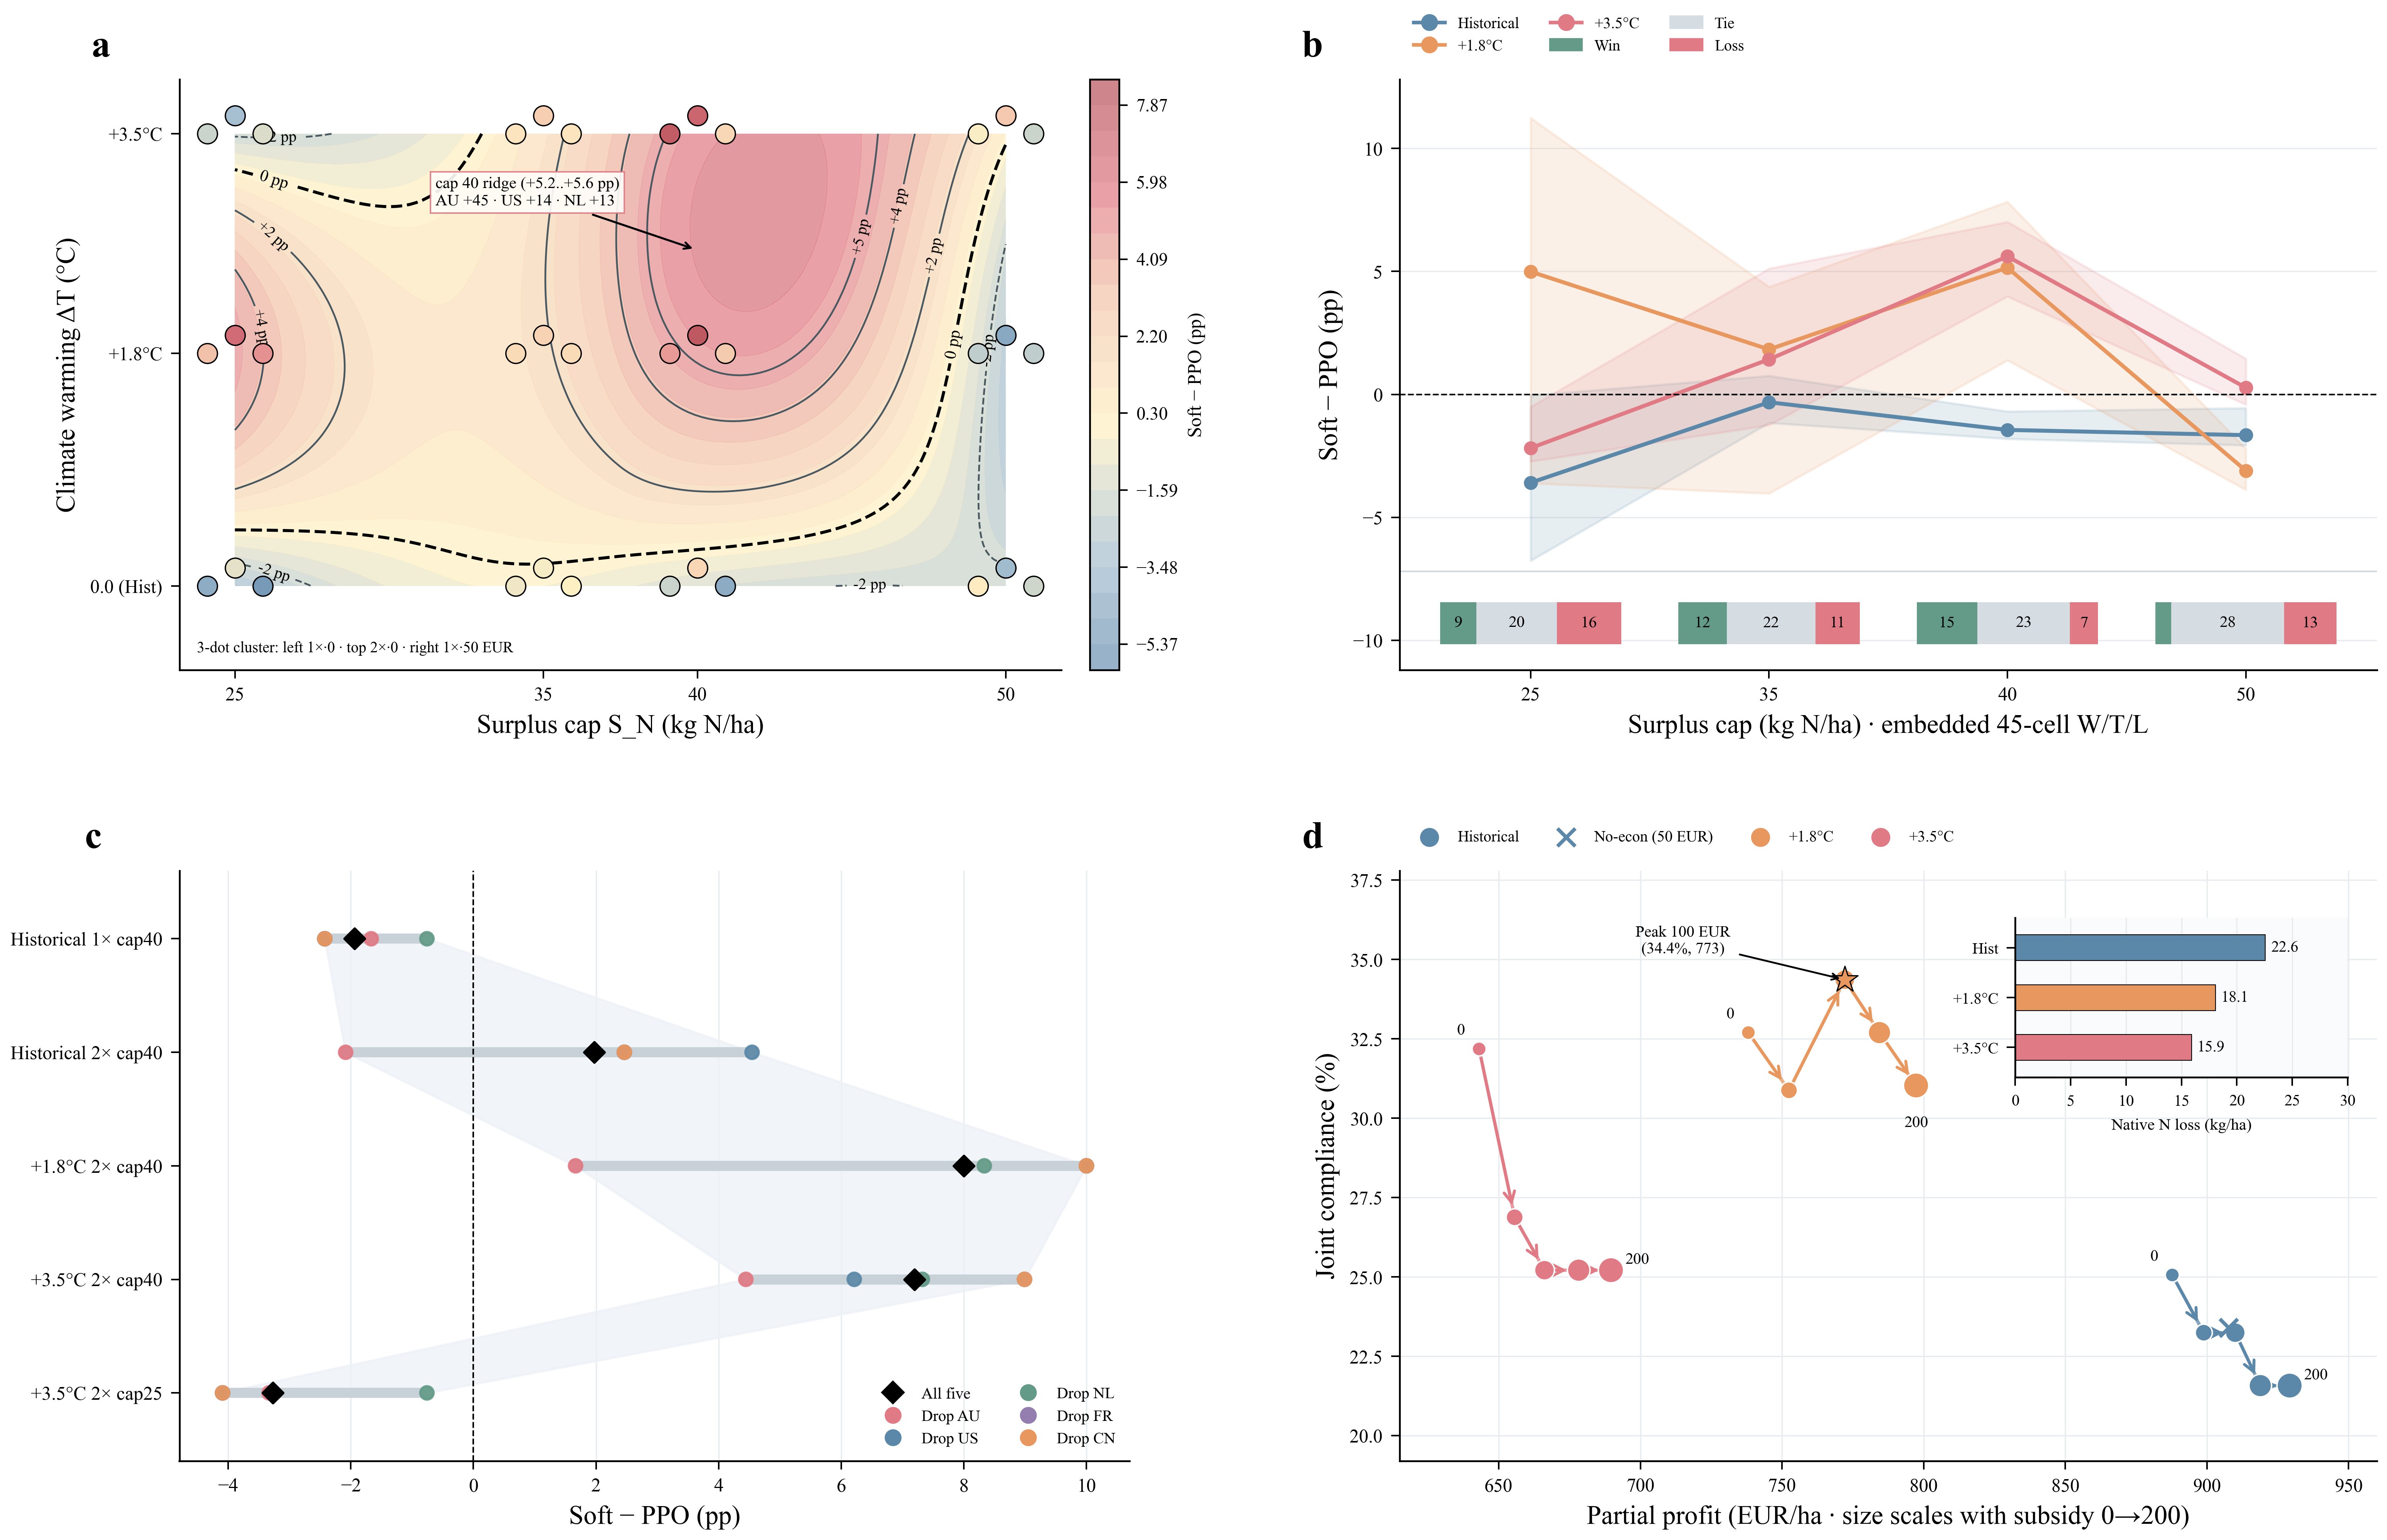 a
+3.5°C
+1.8°C
0.0 (Hist)
Climate warming ΔT (°C)
2 pp
0 pp
+2 pp
+4 pp
-2 pp
cap 40 ridge (+5.2..+5.6 pp)
AU +45 · US +14 · NL +13
+5 pp
+4 pp
+2 pp
0 pp
-2 pp
3-dot cluster: left 1×·0 · top 2×·0 · right 1×·50 EUR
25
35
40
50
Surplus cap S_N (kg N/ha)
7.87
5.98
4.09
2.20
0.30
−1.59
−3.48
−5.37
Soft − PPO (pp)
b
Historical
+1.8°C
+3.5°C
Win
Tie
Loss
10
5
0
−5
−10
Soft − PPO (pp)
9
20
16
12
22
11
15
23
7
28
13
25
35
40
50
Surplus cap (kg N/ha) · embedded 45-cell W/T/L
c
Historical 1× cap40
Historical 2× cap40
+1.8°C 2× cap40
+3.5°C 2× cap40
+3.5°C 2× cap25
All five
Drop AU
Drop US
Drop NL
Drop FR
Drop CN
−4
−2
0
2
4
6
8
10
Soft − PPO (pp)
d
Historical
No-econ (50 EUR)
+1.8°C
+3.5°C
37.5
35.0
32.5
30.0
27.5
25.0
22.5
20.0
Joint compliance (%)
Peak 100 EUR
(34.4%, 773)
0
200
0
200
0
200
Hist
+1.8°C
+3.5°C
22.6
18.1
15.9
0
5
10
15
20
25
30
Native N loss (kg/ha)
650
700
750
800
850
900
950
Partial profit (EUR/ha · size scales with subsidy 0→200)